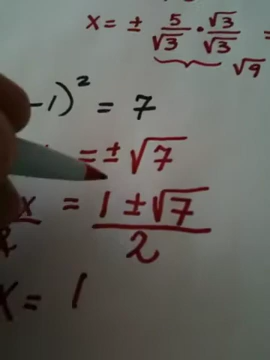 x = ± 5/√3 · √3/√3 =
√9
-1)² = 7
= ± √7
x = 1 ± √7
2
x = 1